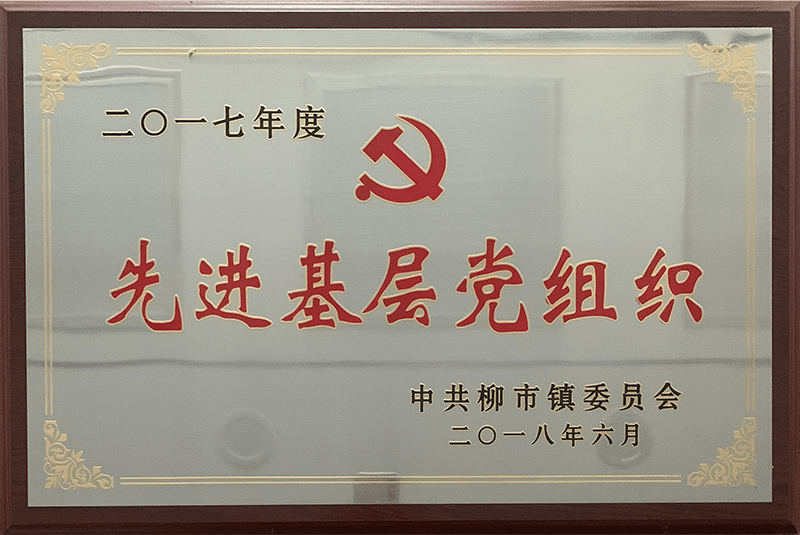 二〇一七年度
先进基层党组织
中共柳市镇委员会
二〇一八年六月